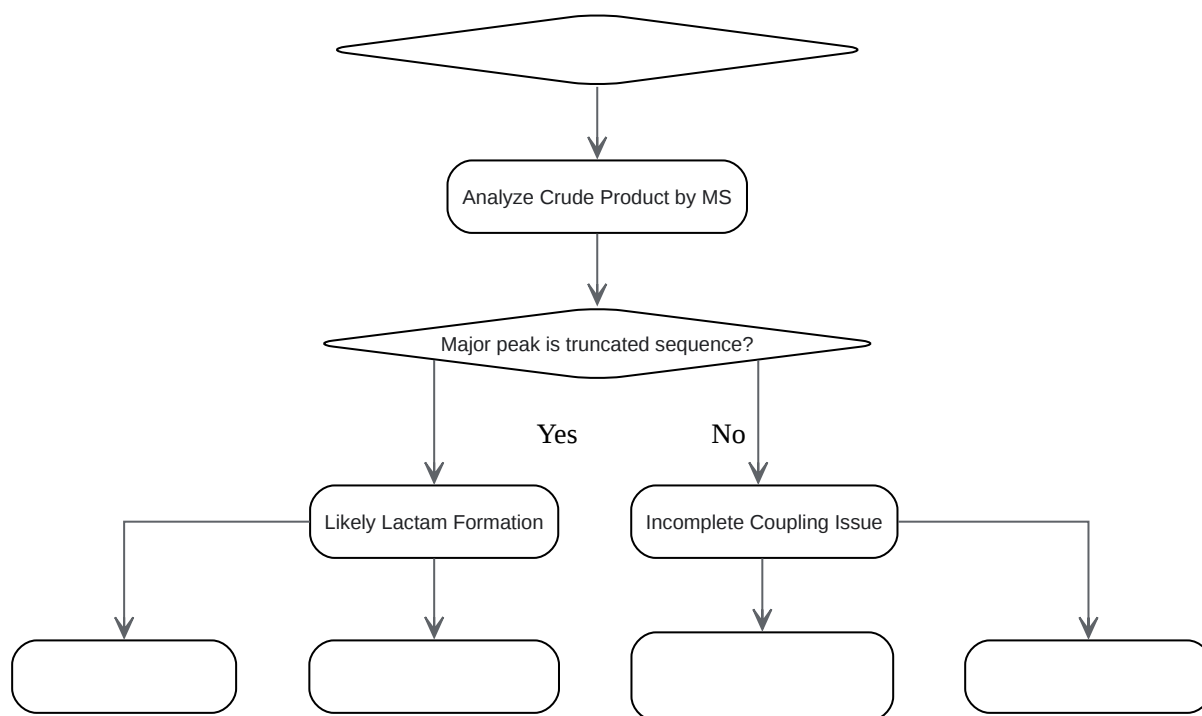 Analyze Crude Product by MS
Major peak is truncated sequence?
Yes
No
Likely Lactam Formation
Incomplete Coupling Issue